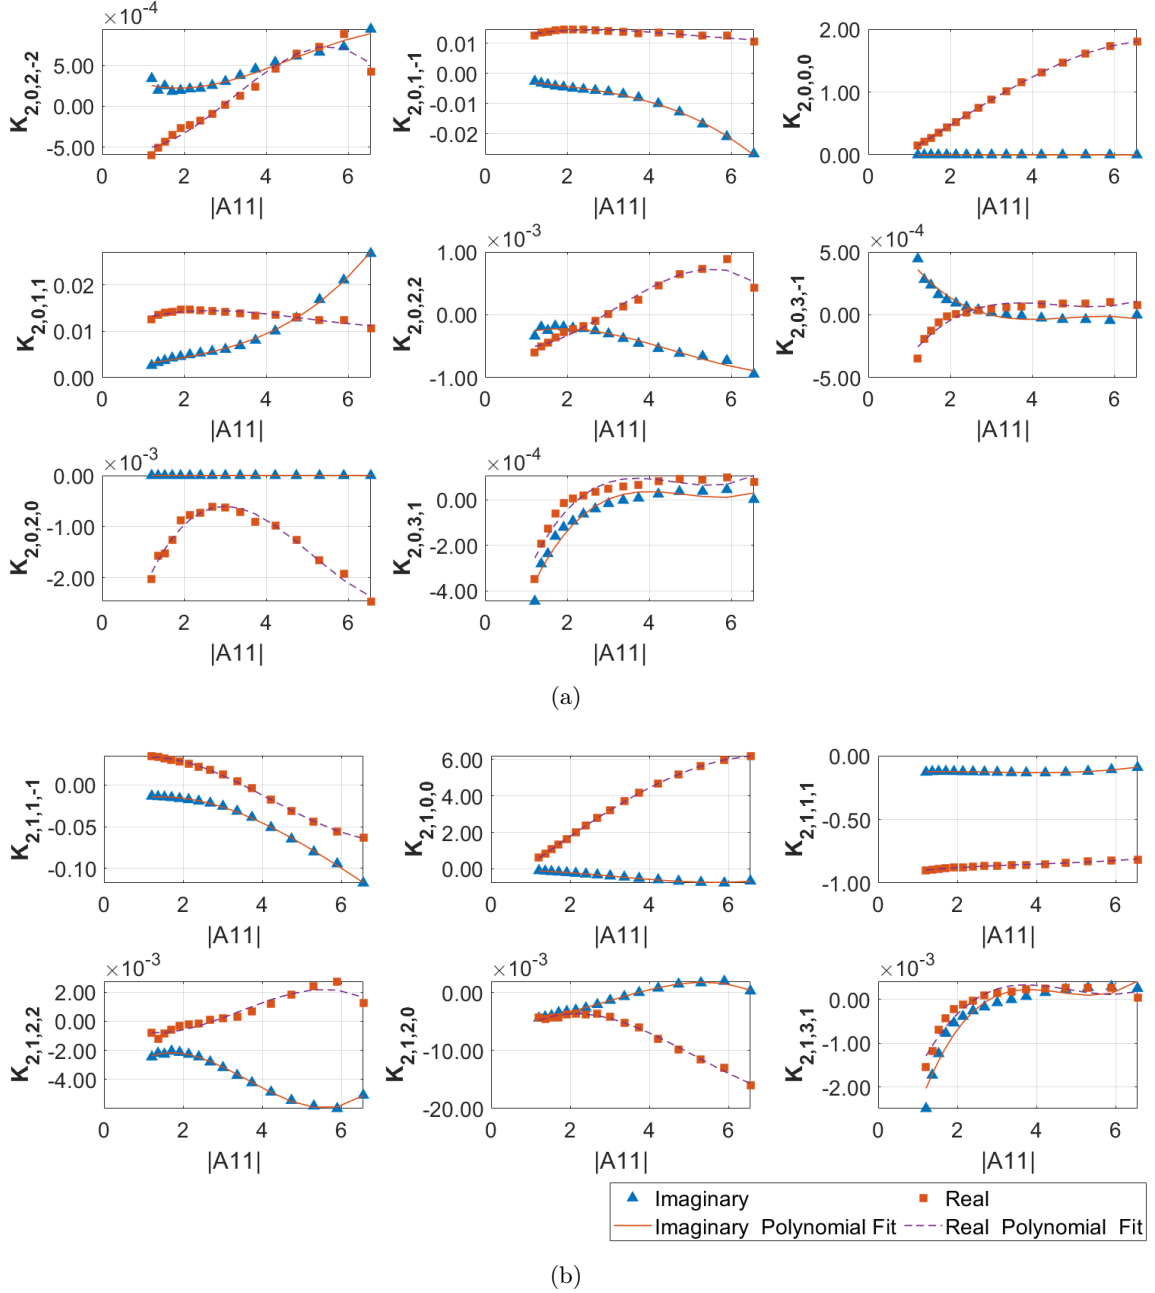 ×10⁻⁴
5.00
0.00
-5.00
0 2 4 6
|A11|
K2,0,2,-2
0.01
0.00
-0.01
-0.02
0 2 4 6
|A11|
K2,0,1,-1
2.00
1.00
0.00
0 2 4 6
|A11|
K2,0,0,0
0.02
0.01
0.00
0 2 4 6
|A11|
K2,0,1,1
×10⁻³
1.00
0.00
-1.00
0 2 4 6
|A11|
K2,0,2,2
×10⁻⁴
5.00
0.00
-5.00
0 2 4 6
|A11|
K2,0,3,-1
×10⁻³
0.00
-1.00
-2.00
0 2 4 6
|A11|
K2,0,2,0
×10⁻⁴
0.00
-2.00
-4.00
0 2 4 6
|A11|
K2,0,3,1
(a)
0.00
-0.05
-0.10
0 2 4 6
|A11|
K2,1,1,-1
6.00
4.00
2.00
0.00
0 2 4 6
|A11|
K2,1,0,0
0.00
-0.50
-1.00
0 2 4 6
|A11|
K2,1,1,1
×10⁻³
2.00
0.00
-2.00
-4.00
0 2 4 6
|A11|
K2,1,2,2
×10⁻³
0.00
-10.00
-20.00
0 2 4 6
|A11|
K2,1,2,0
×10⁻³
0.00
-1.00
-2.00
0 2 4 6
|A11|
K2,1,3,1
Imaginary Real
Imaginary Polynomial Fit Real Polynomial Fit
(b)